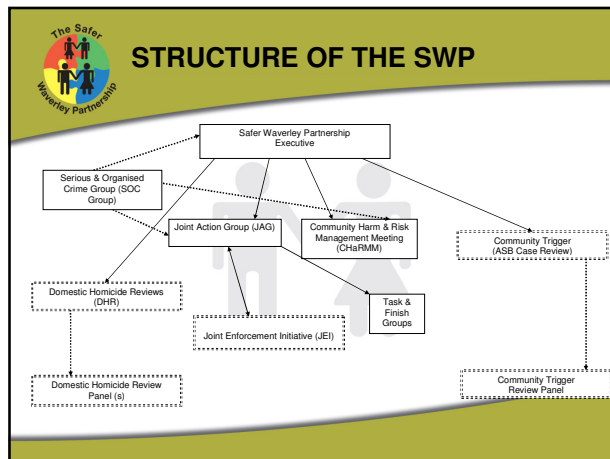 The Safer
Waverley Partnership
STRUCTURE OF THE SWP
Safer Waverley Partnership
Executive
Serious & Organised
Crime Group (SOC
Group)
Joint Action Group (JAG)
Community Harm & Risk
Management Meeting
(CHaRMM)
Community Trigger
(ASB Case Review)
Domestic Homicide Reviews
(DHR)
Joint Enforcement Initiative (JEI)
Task &
Finish
Groups
Domestic Homicide Review
Panel (s)
Community Trigger
Review Panel